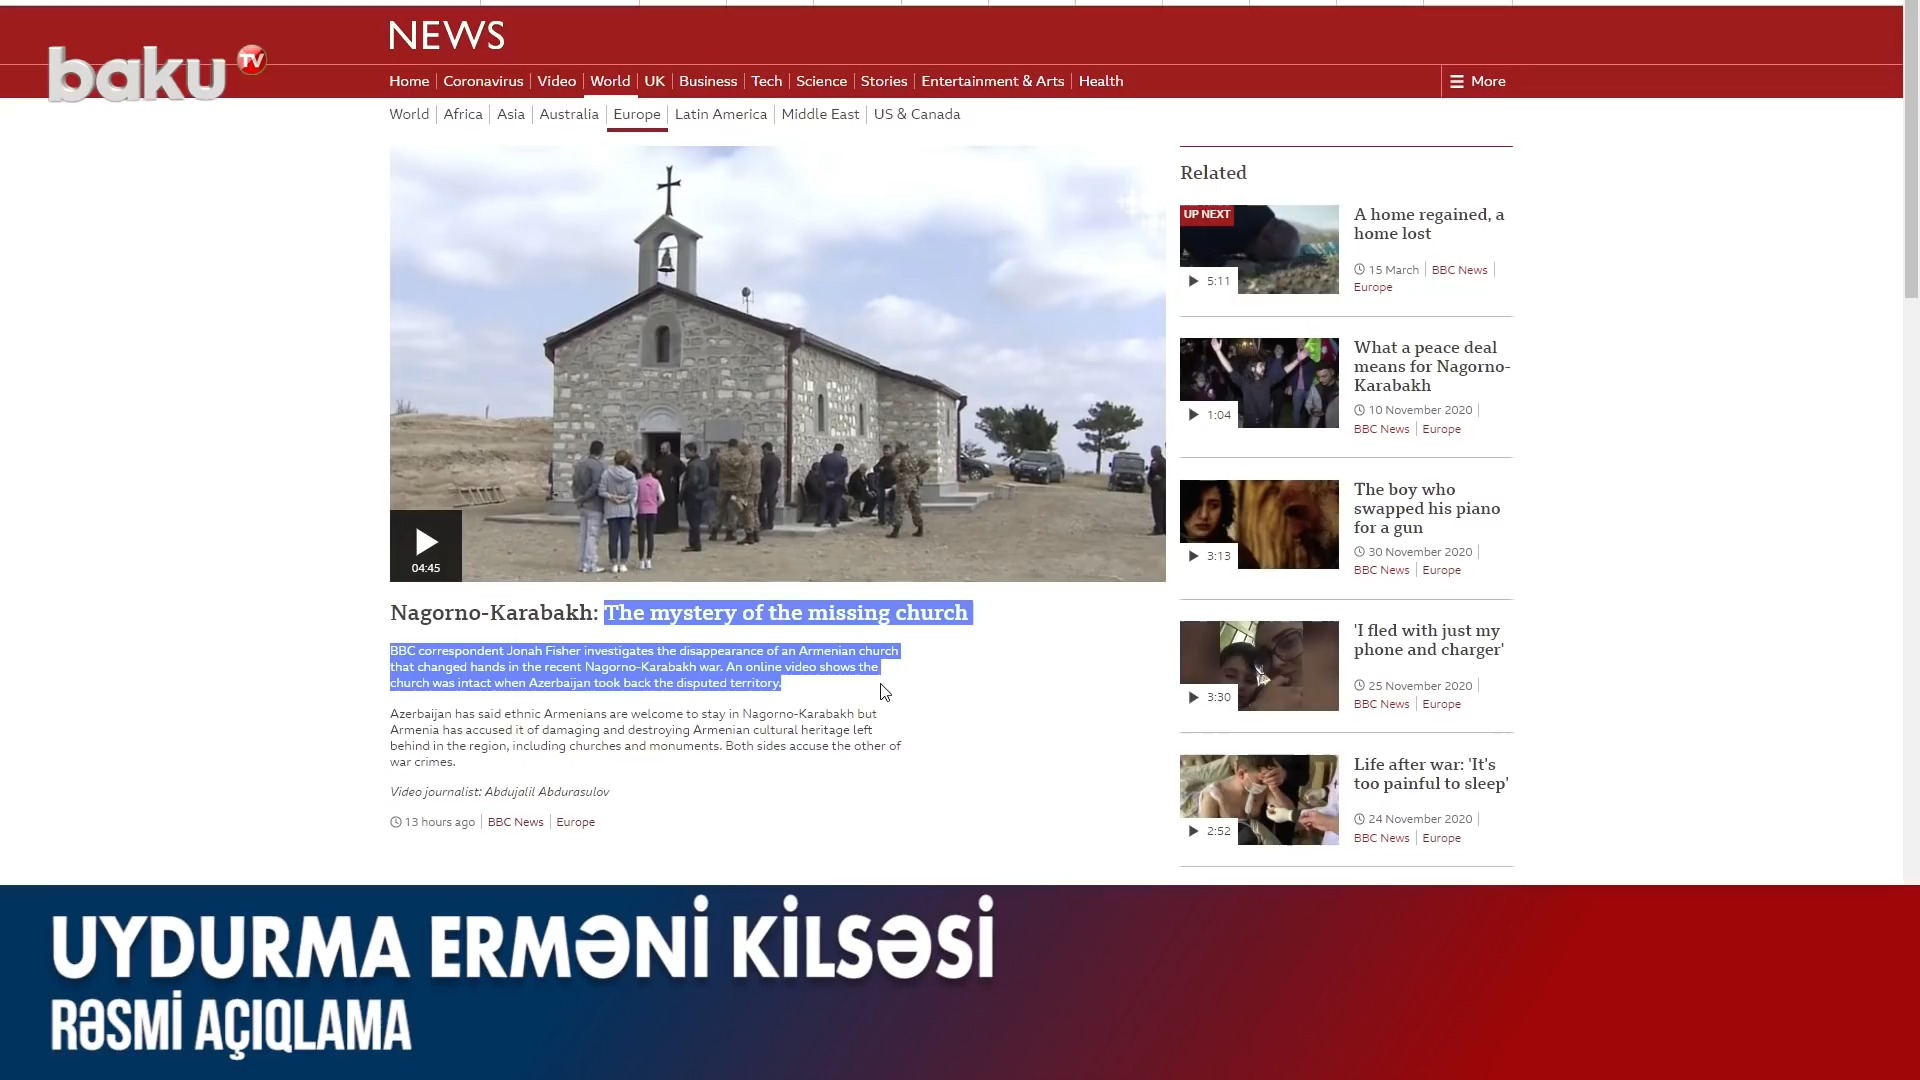 NEWS
baku TV
Home Coronavirus Video World UK Business Tech Science Stories Entertainment & Arts Health More
World Africa Asia Australia Europe Latin America Middle East US & Canada
04:45
Nagorno-Karabakh: The mystery of the missing church
BBC correspondent Jonah Fisher investigates the disappearance of an Armenian church
that changed hands in the recent Nagorno-Karabakh war. An online video shows the
church was intact when Azerbaijan took back the disputed territory.
Azerbaijan has said ethnic Armenians are welcome to stay in Nagorno-Karabakh but
Armenia has accused it of damaging and destroying Armenian cultural heritage left
behind in the region, including churches and monuments. Both sides accuse the other of
war crimes.
Video journalist: Abdujalil Abdurasulov
13 hours ago BBC News Europe
Related
UP NEXT
5:11
A home regained, a
home lost
15 March BBC News
Europe
1:04
What a peace deal
means for Nagorno-
Karabakh
10 November 2020
BBC News Europe
3:13
The boy who
swapped his piano
for a gun
30 November 2020
BBC News Europe
3:30
'I fled with just my
phone and charger'
25 November 2020
BBC News Europe
2:52
Life after war: 'It's
too painful to sleep'
24 November 2020
BBC News Europe
UYDURMA ERMƏNİ KİLSƏSİ
RƏSMİ AÇIQLAMA